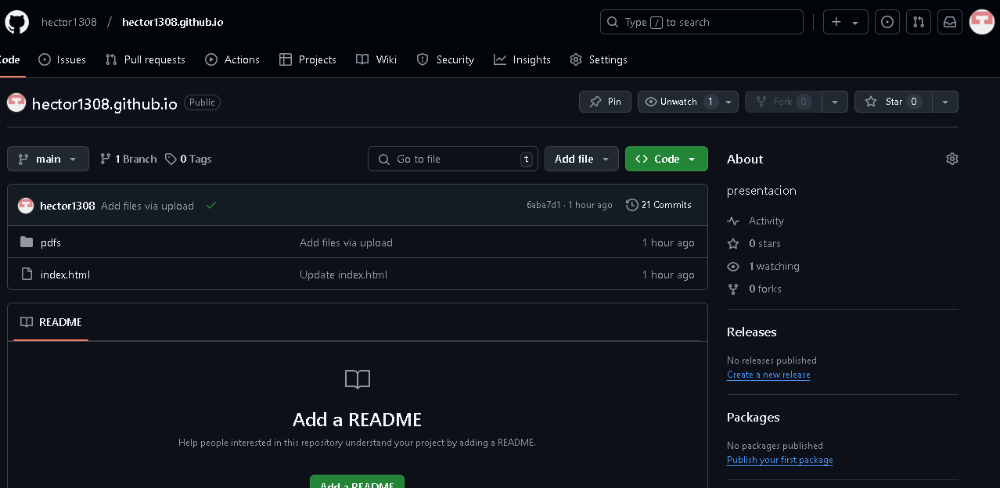 hector1308 / hector1308.github.io Type / to search
ode Issues Pull requests Actions Projects Wiki Security Insights Settings
hector1308.github.io Public Pin Unwatch 1 Fork 0 Star 0
main 1 Branch 0 Tags Go to file t Add file Code
hector1308 Add files via upload 6aba7d1 · 1 hour ago 21 Commits
pdfs Add files via upload 1 hour ago
index.html Update index.html 1 hour ago
README
Add a README
Help people interested in this repository understand your project by adding a README.
Add a README
About
presentacion
Activity
0 stars
1 watching
0 forks
Releases
No releases published
Create a new release
Packages
No packages published
Publish your first package